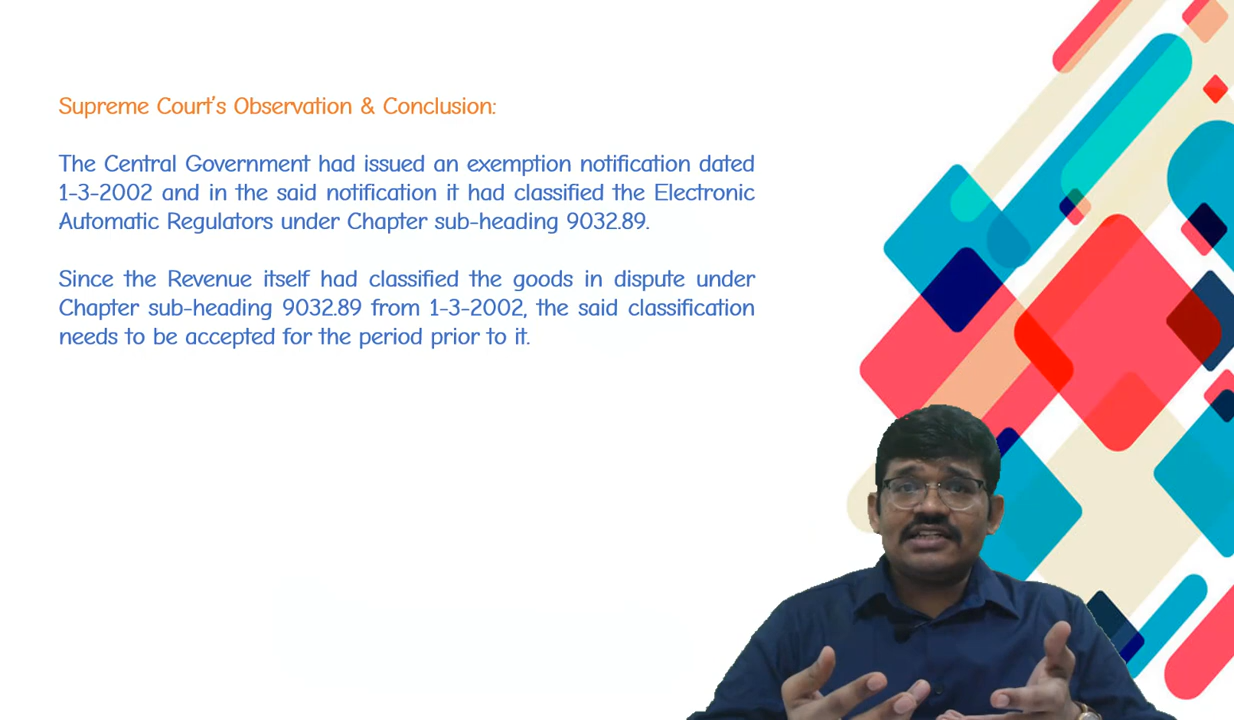 Supreme Court's Observation & Conclusion:
The Central Government had issued an exemption notification dated
1-3-2002 and in the said notification it had classified the Electronic
Automatic Regulators under Chapter sub-heading 9032.89.
Since the Revenue itself had classified the goods in dispute under
Chapter sub-heading 9032.89 from 1-3-2002, the said classification
needs to be accepted for the period prior to it.